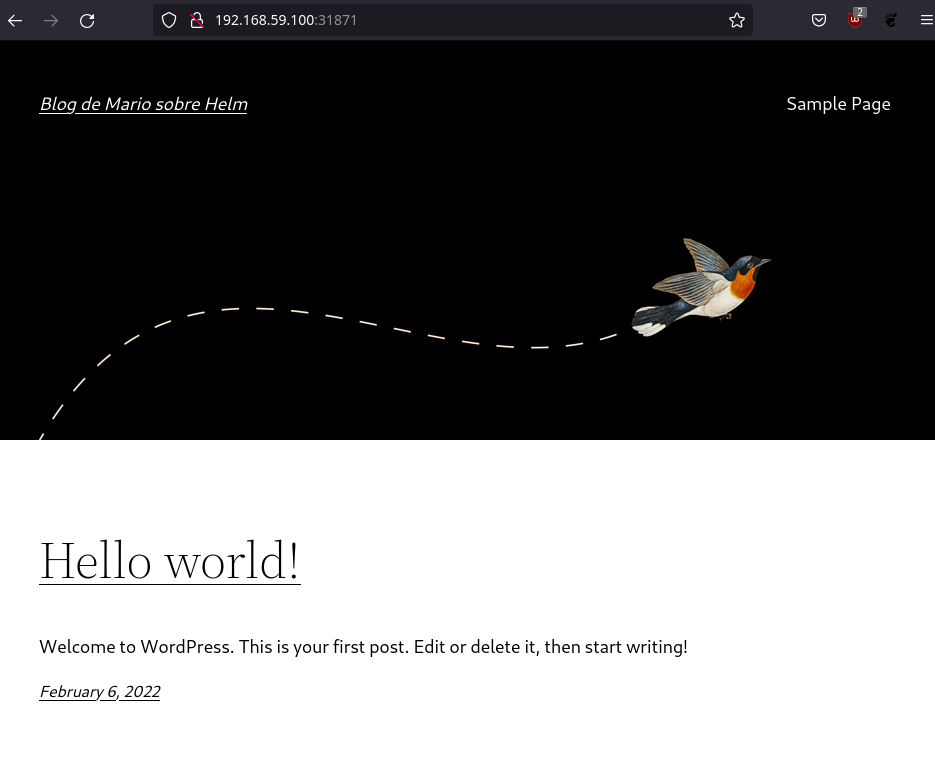 192.168.59.100:31871
2
Blog de Mario sobre Helm
Sample Page
Hello world!
Welcome to WordPress. This is your first post. Edit or delete it, then start writing!
February 6, 2022